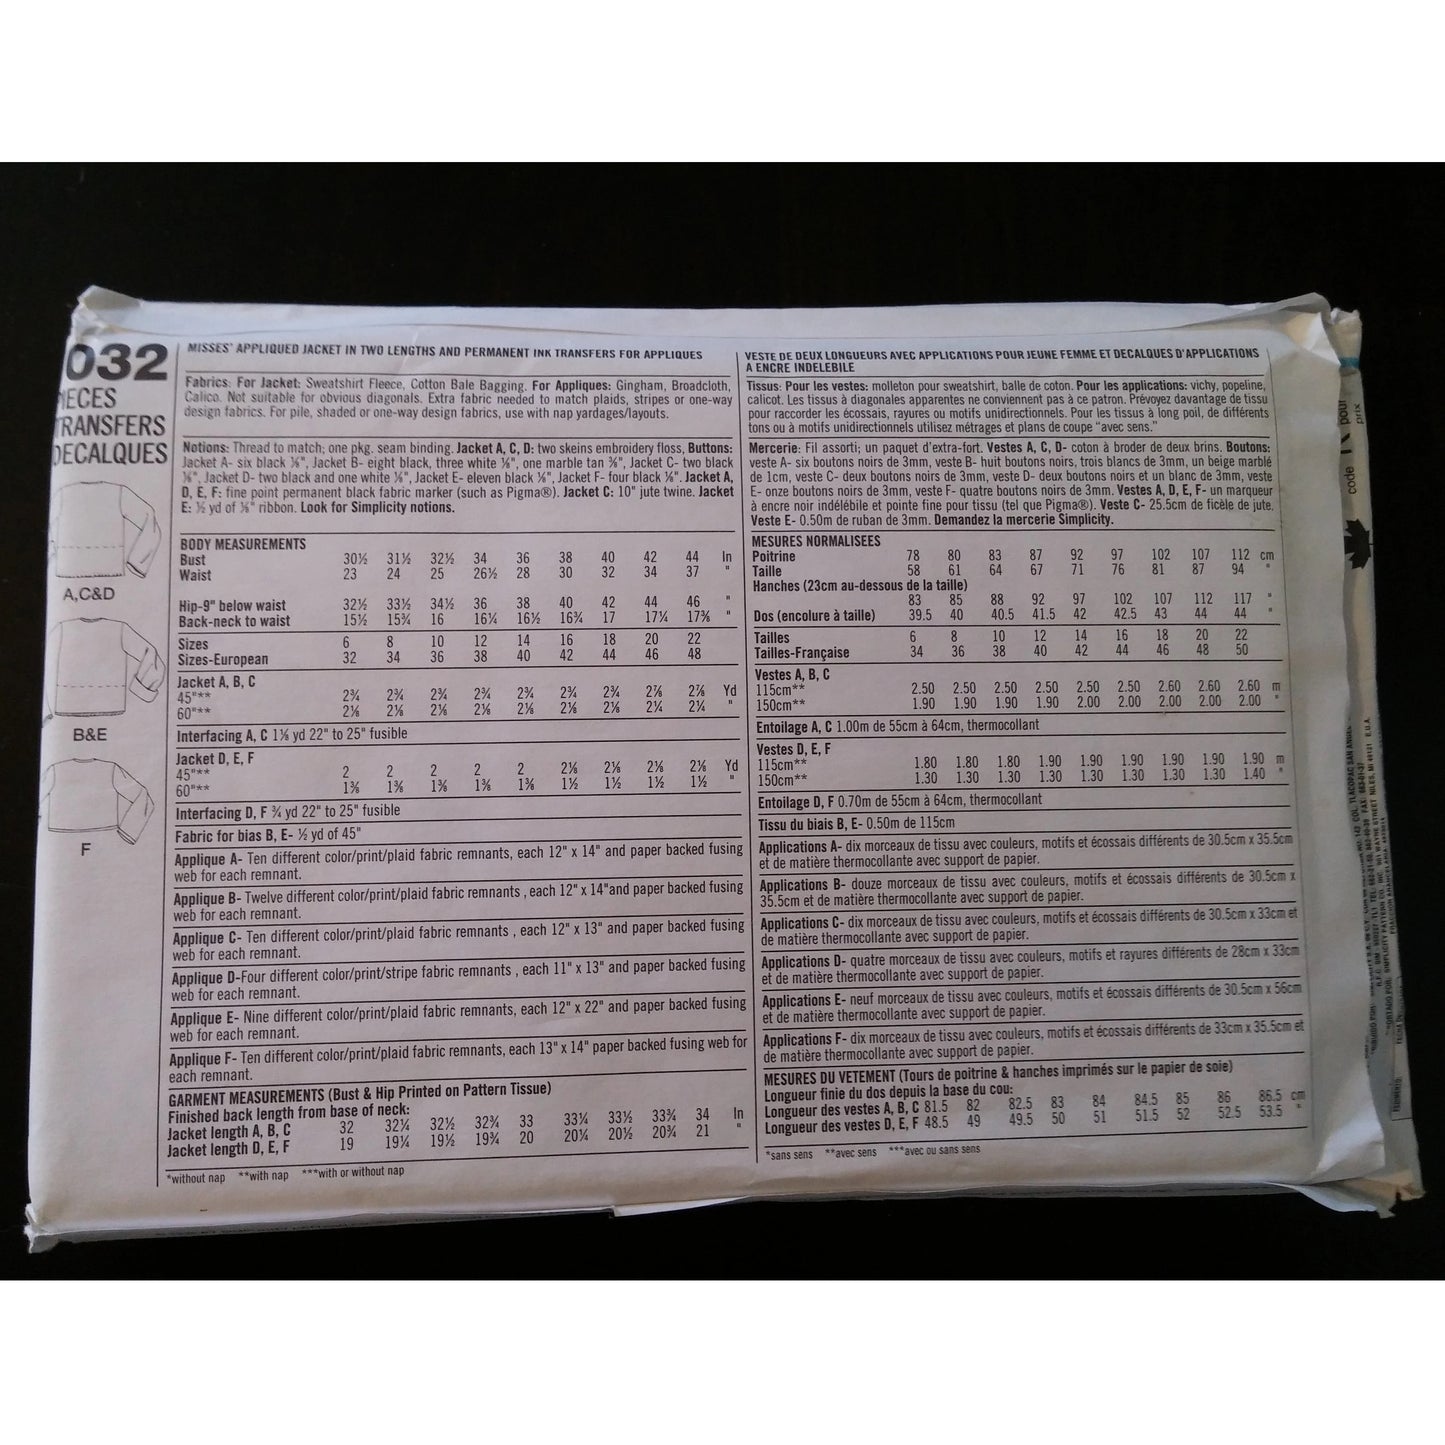 032
TRANSFERS
A,C&D
B&E
F
MISSES' APPLIQUED JACKET IN TWO LENGTHS AND PERMANENT INK TRANSFERS FOR APPLIQUES
Fabrics: For Jacket: Sweatshirt Fleece, Cotton Bale Bagging. For Appliques: Gingham, Broadcloth,
Calico. Not suitable for obvious diagonals. Extra fabric needed to match plaids, stripes or one-way
design fabrics. For pile, shaded or one-way design fabrics, use with nap yardages/layouts.
Notions: Thread to match; one pkg. seam binding. Jacket A, C, D: two skeins embroidery floss, Buttons:
Jacket A- six black ⅛", Jacket B- eight black, three white ⅛", one marble tan ⅜", Jacket C- two black
⅛", Jacket D- two black and one white ⅛", Jacket E- eleven black ⅛", Jacket F- four black ⅛". Jacket A,
D, E, F: fine point permanent black fabric marker (such as Pigma®). Jacket C: 10" jute twine. Jacket
E: ½ yd of ⅛" ribbon. Look for Simplicity notions.
BODY MEASUREMENTS
Bust 30½ 31½ 32½ 34 36 38 40 42 44 In
Waist 23 24 25 26½ 28 30 32 34 37 "
Hip-9" below waist 32½ 33½ 34½ 36 38 40 42 44 46 "
Back-neck to waist 15½ 15¾ 16 16¼ 16½ 16¾ 17 17¼ 17⅜ "
Sizes 6 8 10 12 14 16 18 20 22
Sizes-European 32 34 36 38 40 42 44 46 48
Jacket A, B, C
45"** 2¾ 2¾ 2¾ 2¾ 2¾ 2¾ 2¾ 2⅞ 2⅞ Yd
60"** 2⅛ 2⅛ 2⅛ 2⅛ 2⅛ 2⅛ 2⅛ 2¼ 2¼ "
Interfacing A, C 1⅛ yd 22" to 25" fusible
Jacket D, E, F
45"** 2 2 2 2 2 2⅛ 2⅛ 2⅛ 2⅛ Yd
60"** 1⅜ 1⅜ 1⅜ 1⅜ 1⅜ 1½ 1½ 1½ 1½ "
Interfacing D, F ¾ yd 22" to 25" fusible
Fabric for bias B, E- ½ yd of 45"
Applique A- Ten different color/print/plaid fabric remnants, each 12" x 14" and paper backed fusing
web for each remnant.
Applique B- Twelve different color/print/plaid fabric remnants , each 12" x 14"and paper backed fusing
web for each remnant.
Applique C- Ten different color/print/plaid fabric remnants , each 12" x 13" and paper backed fusing
web for each remnant.
Applique D-Four different color/print/stripe fabric remnants , each 11" x 13" and paper backed fusing
web for each remnant.
Applique E- Nine different color/print/plaid fabric remnants, each 12" x 22" and paper backed fusing
web for each remnant.
Applique F- Ten different color/print/plaid fabric remnants, each 13" x 14" paper backed fusing web for
each remnant.
GARMENT MEASUREMENTS (Bust & Hip Printed on Pattern Tissue)
Finished back length from base of neck:
Jacket length A, B, C 32 32¼ 32½ 32¾ 33 33¼ 33½ 33¾ 34 In
Jacket length D, E, F 19 19¼ 19½ 19¾ 20 20¼ 20½ 20¾ 21 "
*without nap **with nap ***with or without nap
VESTE DE DEUX LONGUEURS AVEC APPLICATIONS POUR JEUNE FEMME ET DECALQUES D'APPLICATIONS
A ENCRE INDELEBILE
Tissus: Pour les vestes: molleton pour sweatshirt, balle de coton. Pour les applications: vichy, popeline,
calicot. Les tissus à diagonales apparentes ne conviennent pas à ce patron. Prévoyez davantage de tissu
pour raccorder les écossais, rayures ou motifs unidirectionnels. Pour les tissus à long poil, de différents
tons ou à motifs unidirectionnels utilisez métrages et plans de coupe "avec sens."
Mercerie: Fil assorti; un paquet d'extra-fort. Vestes A, C, D- coton à broder de deux brins. Boutons:
veste A- six boutons noirs de 3mm, veste B- huit boutons noirs, trois blancs de 3mm, un beige marblé
de 1cm, veste C- deux boutons noirs de 3mm, veste D- deux boutons noirs et un blanc de 3mm, veste
E- onze boutons noirs de 3mm, veste F- quatre boutons noirs de 3mm. Vestes A, D, E, F- un marqueur
à encre noir indélébile et pointe fine pour tissu (tel que Pigma®). Veste C- 25.5cm de ficèle de jute.
Veste E- 0.50m de ruban de 3mm. Demandez la mercerie Simplicity.
MESURES NORMALISEES
Poitrine 78 80 83 87 92 97 102 107 112 cm
Taille 58 61 64 67 71 76 81 87 94 "
Hanches (23cm au-dessous de la taille)
83 85 88 92 97 102 107 112 117 "
Dos (encolure à taille) 39.5 40 40.5 41.5 42 42.5 43 44 44 "
Tailles 6 8 10 12 14 16 18 20 22
Tailles-Française 34 36 38 40 42 44 46 48 50
Vestes A, B, C
115cm** 2.50 2.50 2.50 2.50 2.50 2.50 2.60 2.60 2.60 m
150cm** 1.90 1.90 1.90 1.90 2.00 2.00 2.00 2.00 2.00 "
Entoilage A, C 1.00m de 55cm à 64cm, thermocollant
Vestes D, E, F
115cm** 1.80 1.80 1.80 1.90 1.90 1.90 1.90 1.90 1.90 m
150cm** 1.30 1.30 1.30 1.30 1.30 1.30 1.30 1.30 1.40 "
Entoilage D, F 0.70m de 55cm à 64cm, thermocollant
Tissu du biais B, E- 0.50m de 115cm
Applications A- dix morceaux de tissu avec couleurs, motifs et écossais différents de 30.5cm x 35.5cm
et de matière thermocollante avec support de papier.
Applications B- douze morceaux de tissu avec couleurs, motifs et écossais différents de 30.5cm x
35.5cm et de matière thermocollante avec support de papier.
Applications C- dix morceaux de tissu avec couleurs, motifs et écossais différents de 30.5cm x 33cm et
de matière thermocollante avec support de papier.
Applications D- quatre morceaux de tissu avec couleurs, motifs et rayures différents de 28cm x 33cm
et de matière thermocollante avec support de papier.
Applications E- neuf morceaux de tissu avec couleurs, motifs et écossais différents de 30.5cm x 56cm
et de matière thermocollante avec support de papier.
Applications F- dix morceaux de tissu avec couleurs, motifs et écossais différents de 33cm x 35.5cm et
de matière thermocollante avec support de papier.
MESURES DU VETEMENT (Tours de poitrine & hanches imprimés sur le papier de soie)
Longueur finie du dos depuis la base du cou:
Longueur des vestes A, B, C 81.5 82 82.5 83 84 84.5 85 86 86.5 cm
Longueur des vestes D, E, F 48.5 49 49.5 50 51 51.5 52 52.5 53.5 "
*sans sens **avec sens ***avec ou sans sens
code
pour
prix